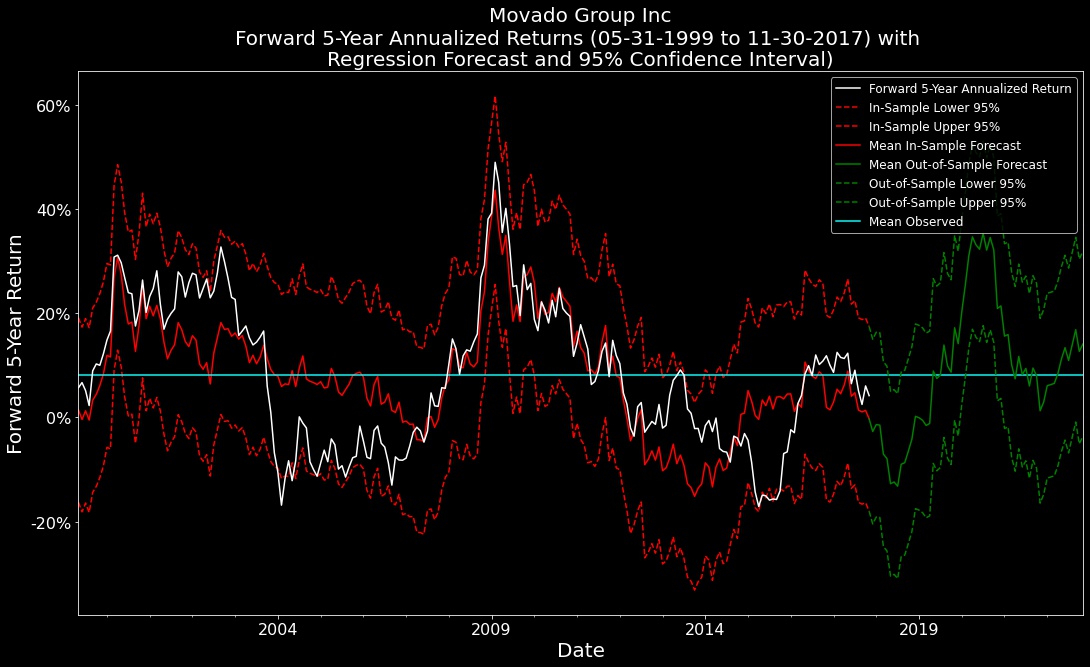 Movado Group Inc
Forward 5-Year Annualized Returns (05-31-1999 to 11-30-2017) with
Regression Forecast and 95% Confidence Interval)
Forward 5-Year Annualized Return
In-Sample Lower 95%
In-Sample Upper 95%
Mean In-Sample Forecast
Mean Out-of-Sample Forecast
Out-of-Sample Lower 95%
Out-of-Sample Upper 95%
Mean Observed
Forward 5-Year Return
60%
40%
20%
0%
-20%
2004
2009
2014
2019
Date